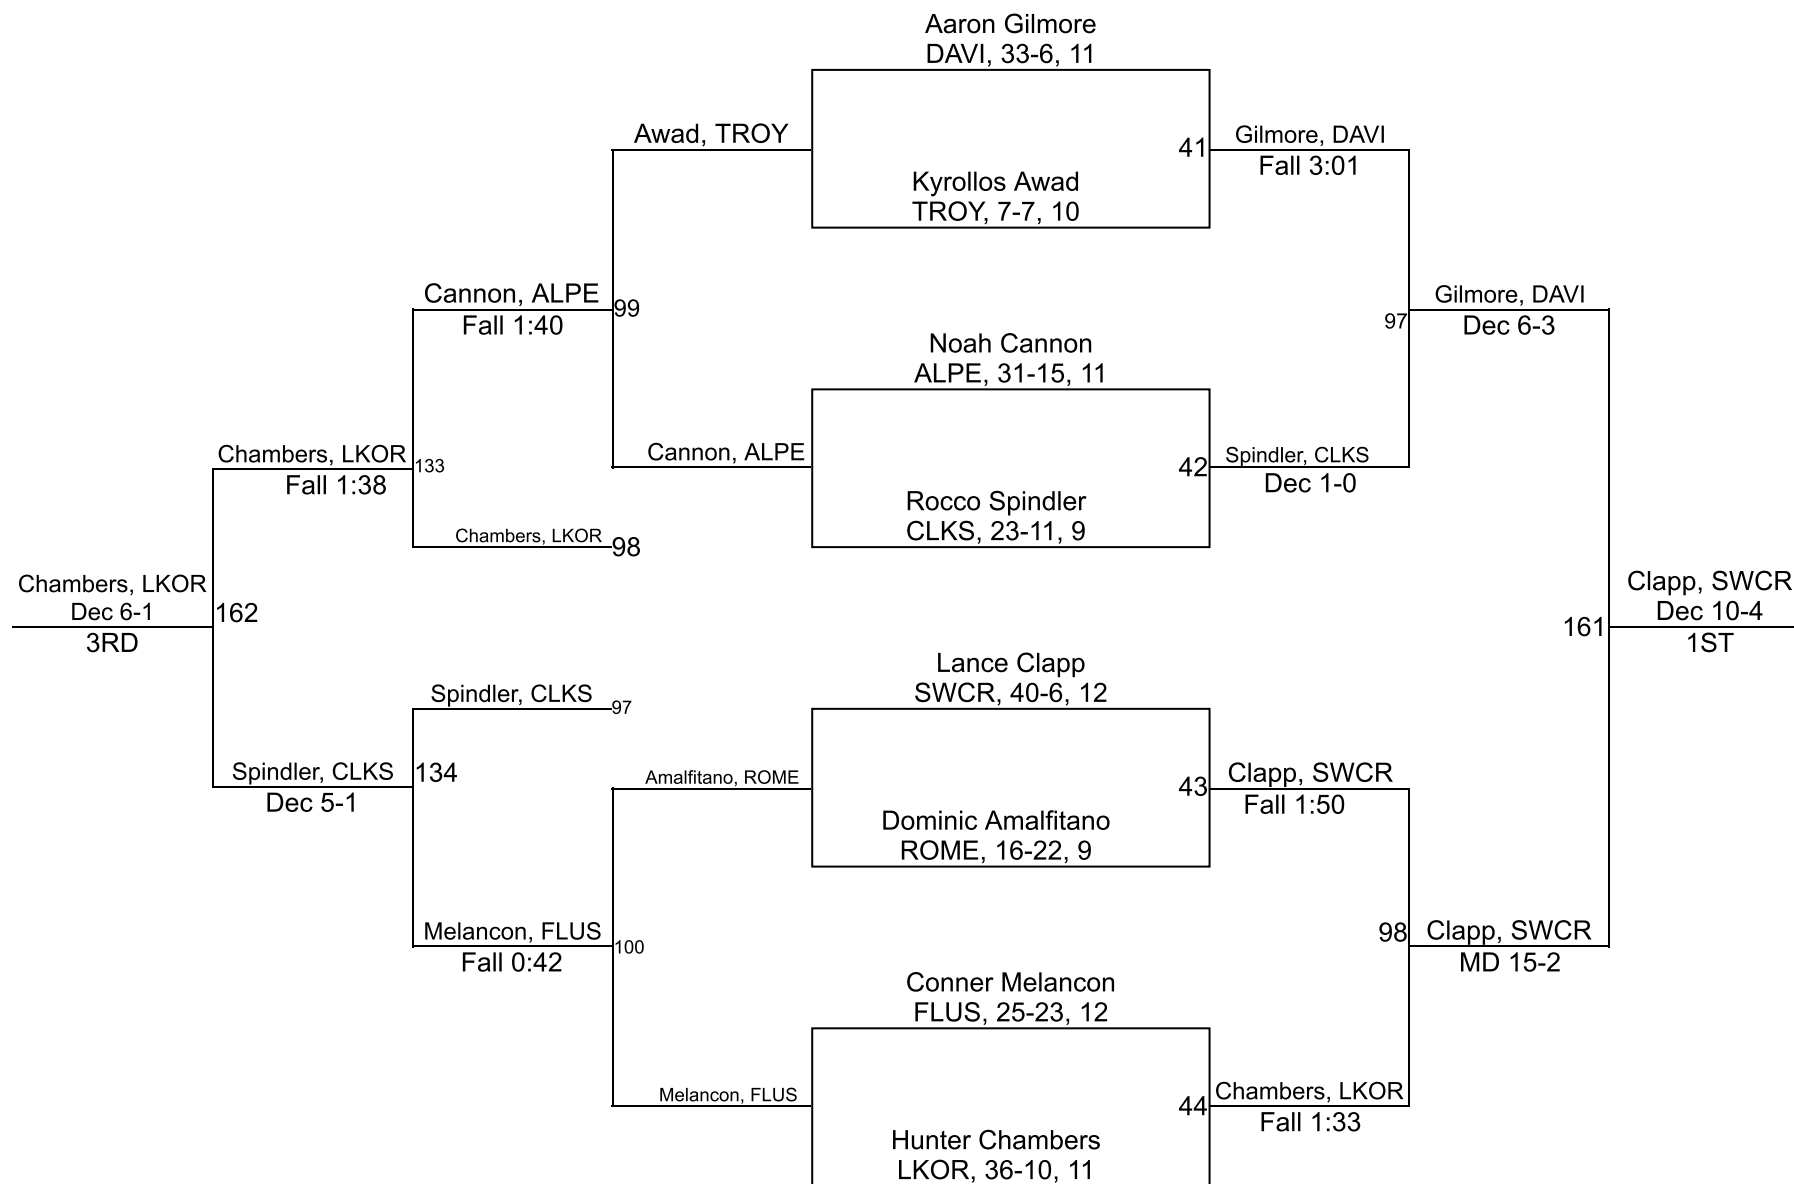 Aaron Gilmore
DAVI, 33-6, 11
Awad, TROY
41
Gilmore, DAVI
Fall 3:01
Kyrollos Awad
TROY, 7-7, 10
Cannon, ALPE
99
Fall 1:40
Gilmore, DAVI
97
Dec 6-3
Noah Cannon
ALPE, 31-15, 11
Chambers, LKOR
133
Fall 1:38
Cannon, ALPE
42
Spindler, CLKS
Dec 1-0
Rocco Spindler
CLKS, 23-11, 9
Chambers, LKOR
98
Chambers, LKOR
Dec 6-1
162
3RD
161
Clapp, SWCR
Dec 10-4
1ST
Lance Clapp
SWCR, 40-6, 12
Spindler, CLKS
97
Spindler, CLKS
134
Dec 5-1
Amalfitano, ROME
43
Clapp, SWCR
Fall 1:50
Dominic Amalfitano
ROME, 16-22, 9
Melancon, FLUS
100
Fall 0:42
98
Clapp, SWCR
MD 15-2
Conner Melancon
FLUS, 25-23, 12
Melancon, FLUS
44
Chambers, LKOR
Fall 1:33
Hunter Chambers
LKOR, 36-10, 11